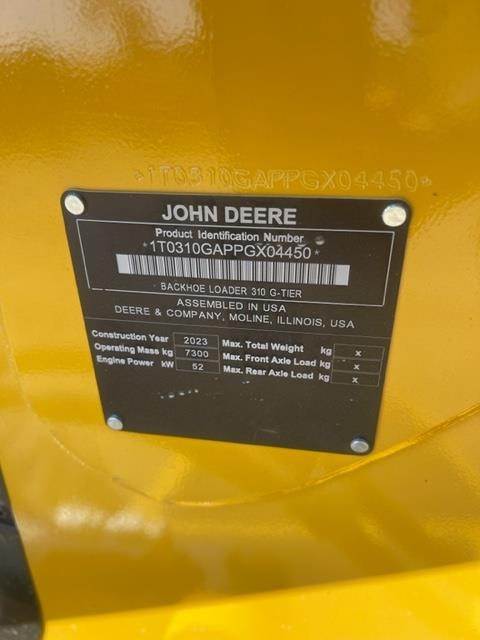 *1T0310GAPPGX04450*
JOHN DEERE
Product Identification Number
*1T0310GAPPGX04450*
BACKHOE LOADER 310 G-TIER
ASSEMBLED IN USA
DEERE & COMPANY, MOLINE, ILLINOIS, USA
Construction Year 2023 Max. Total Weight kg x
Operating Mass kg 7300 Max. Front Axle Load kg x
Engine Power kW 52 Max. Rear Axle Load kg x